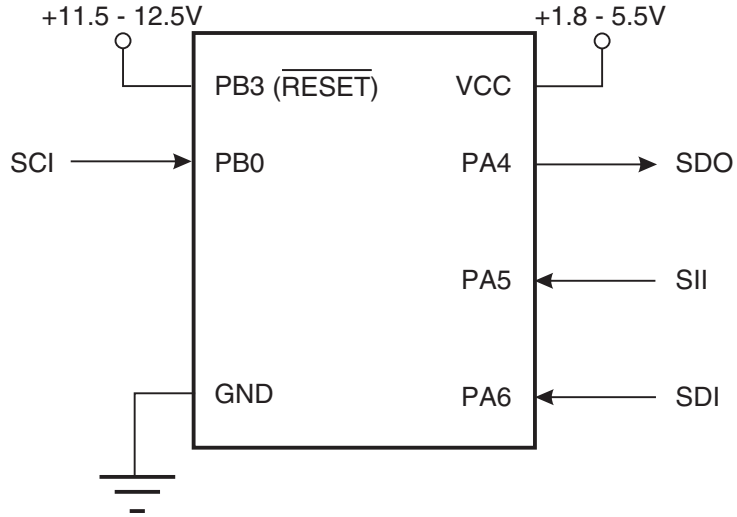 +11.5 - 12.5V
+1.8 - 5.5V
PB3 (RESET)
VCC
SCI
PB0
PA4
SDO
PA5
SII
GND
PA6
SDI